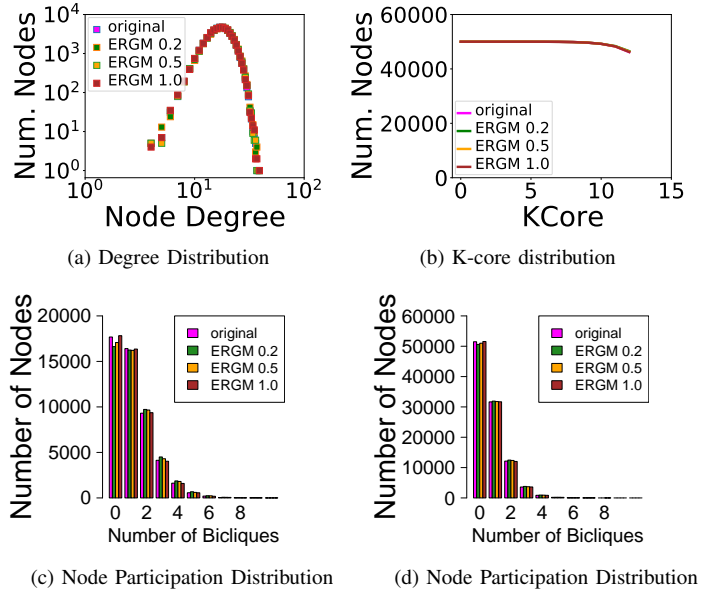 Num. Nodes
10^4
10^3
10^2
10^1
10^0
original
ERGM 0.2
ERGM 0.5
ERGM 1.0
10^0 10^1 10^2
Node Degree
(a) Degree Distribution
Num. Nodes
60000
40000
20000
0
original
ERGM 0.2
ERGM 0.5
ERGM 1.0
0 5 10 15
KCore
(b) K-core distribution
Number of Nodes
20000
15000
10000
5000
0
original
ERGM 0.2
ERGM 0.5
ERGM 1.0
0 2 4 6 8
Number of Bicliques
(c) Node Participation Distribution
Number of Nodes
60000
50000
40000
30000
20000
10000
0
original
ERGM 0.2
ERGM 0.5
ERGM 1.0
0 2 4 6 8
Number of Bicliques
(d) Node Participation Distribution